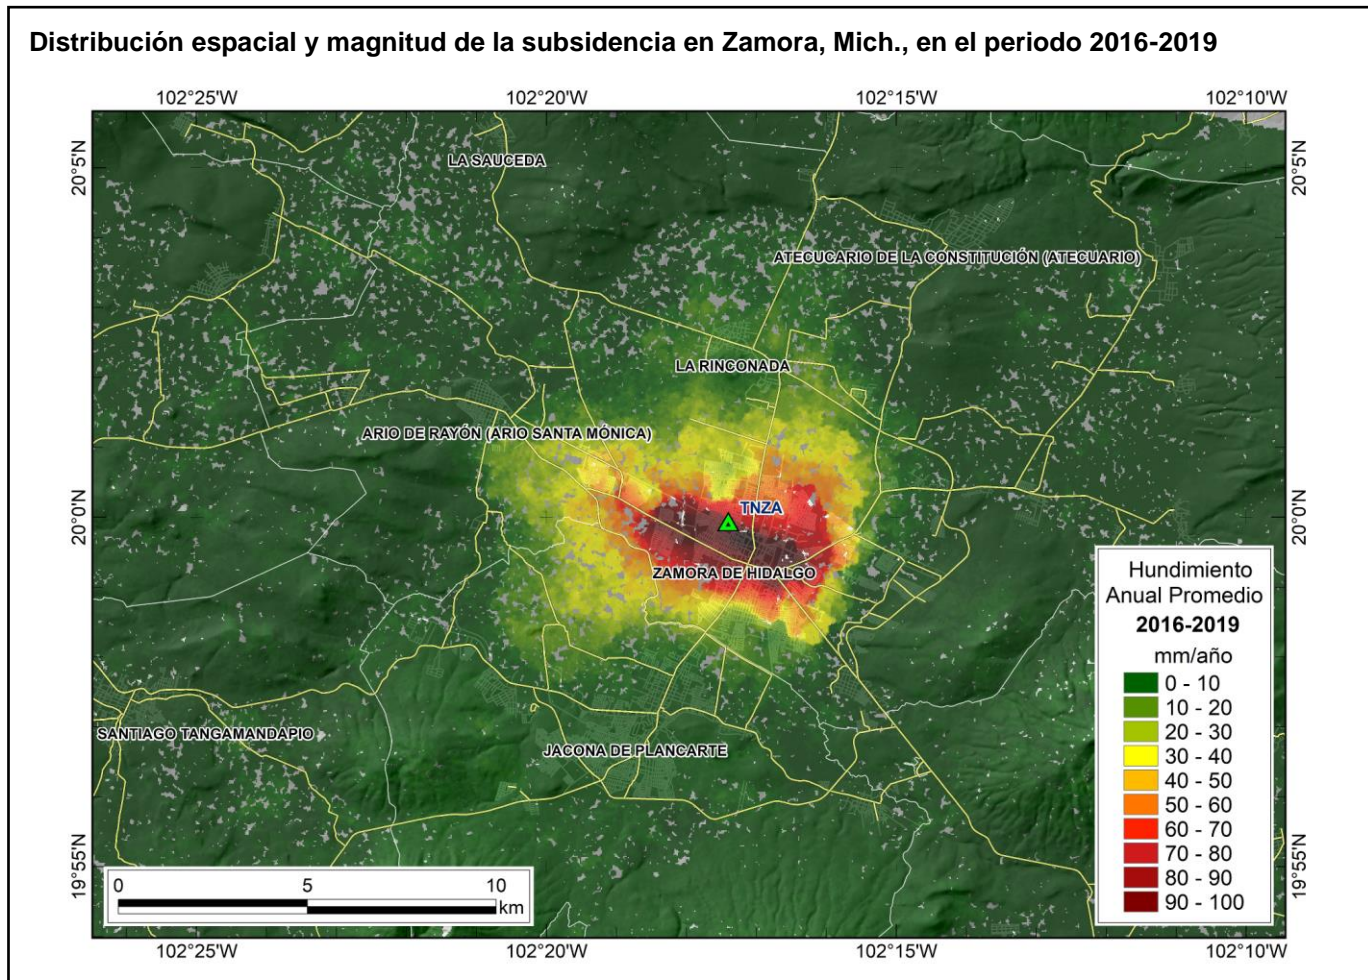 Distribución espacial y magnitud de la subsidencia en Zamora, Mich., en el periodo 2016-2019
102°25'W 102°20'W 102°15'W 102°10'W
20°5'N
20°5'N
LA SAUCEDA
ATECUCARIO DE LA CONSTITUCIÓN (ATECUARIO)
LA RINCONADA
ARIO DE RAYÓN (ARIO SANTA MÓNICA)
20°0'N
20°0'N
TNZA
ZAMORA DE HIDALGO
SANTIAGO TANGAMANDAPIO
JACONA DE PLANCARTE
19°55'N
19°55'N
Hundimiento
Anual Promedio
2016-2019
mm/año
0 - 10
10 - 20
20 - 30
30 - 40
40 - 50
50 - 60
60 - 70
70 - 80
80 - 90
90 - 100
0 5 10
km
102°25'W 102°20'W 102°15'W 102°10'W